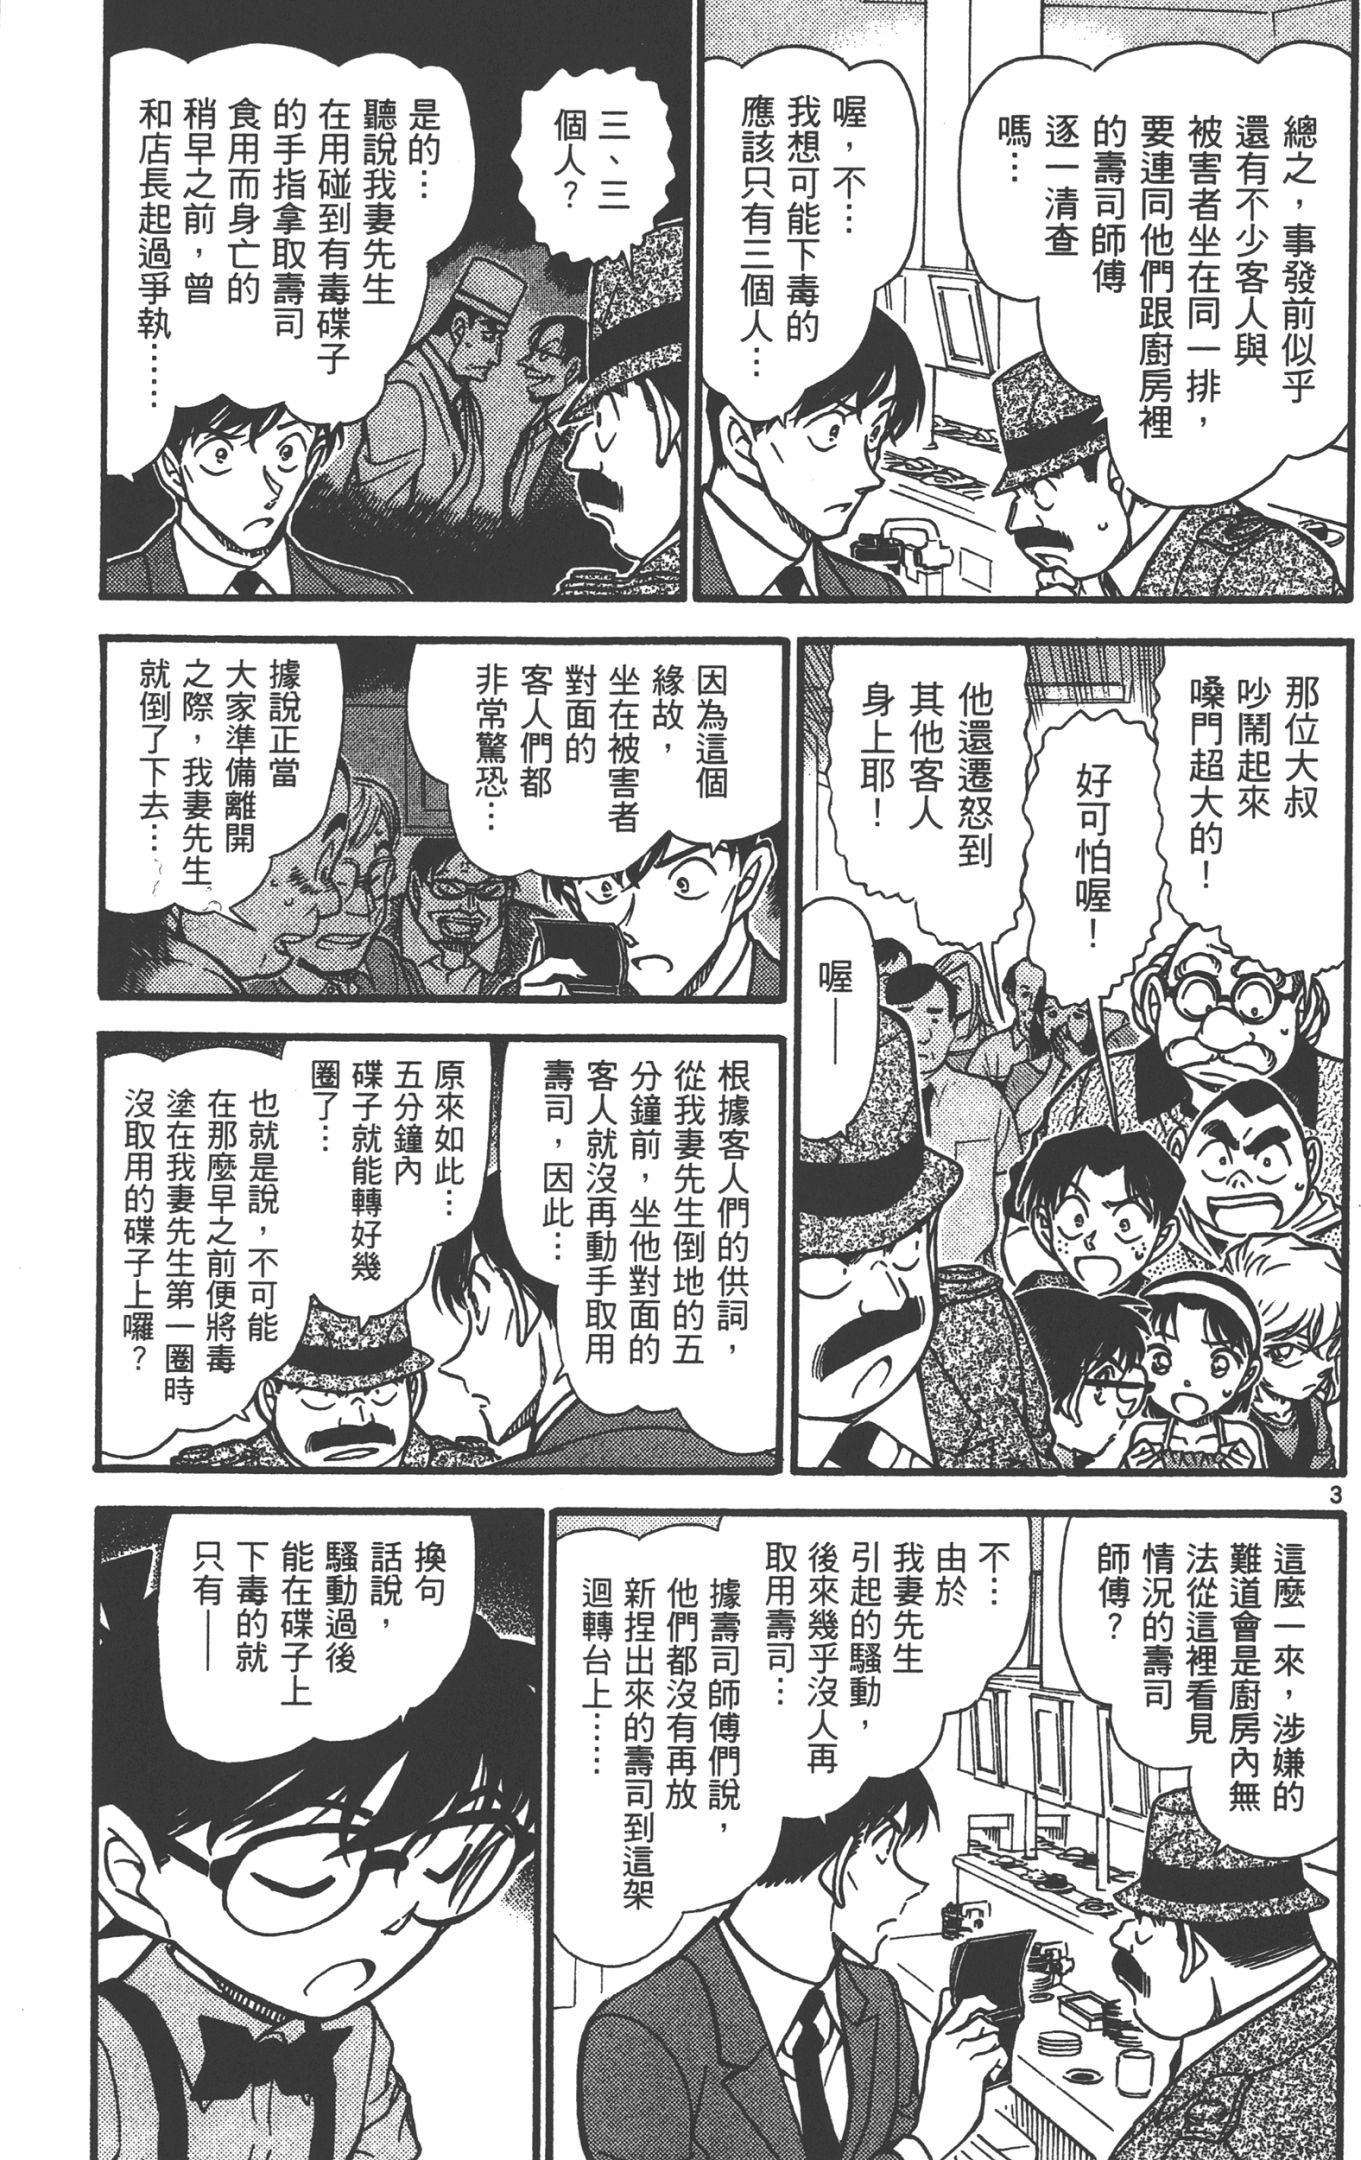 總之，事發前似乎
還有不少客人與
被害者坐在同一排，
要連同他們跟廚房裡
的壽司師傅
逐一清查
嗎…
喔，不…
我想可能下毒的
應該只有三個人…
三、三
個人？
是的…
聽說我妻先生
在用碰到有毒碟子
的手指拿取壽司
食用而身亡的
稍早之前，曾
和店長起過爭執……
那位大叔
吵鬧起來
嗓門超大的！
好可怕喔！
他還遷怒到
其他客人
身上耶！
喔——
因為這個
緣故，
坐在被害者
對面的
客人們都
非常驚恐…
據說正當
大家準備離開
之際，我妻先生
就倒了下去…
根據客人們的供詞，
從我妻先生倒地的五
分鐘前，坐他對面的
客人就沒再動手取用
壽司，因此…
原來如此…
五分鐘內
碟子就能轉好幾
圈了…
也就是說，不可能
在那麼早之前便將毒
塗在我妻先生第一圈時
沒取用的碟子上囉？
3
這麼一來，涉嫌的
難道會是廚房內無
法從這裡看見
情況的壽司
師傅？
不…
由於
我妻先生
引起的騷動，
後來幾乎沒人再
取用壽司…
據壽司師傅們說，
他們都沒有再放
新捏出來的壽司到這架
迴轉台上……
換句
話說，
騷動過後
能在碟子上
下毒的就
只有——